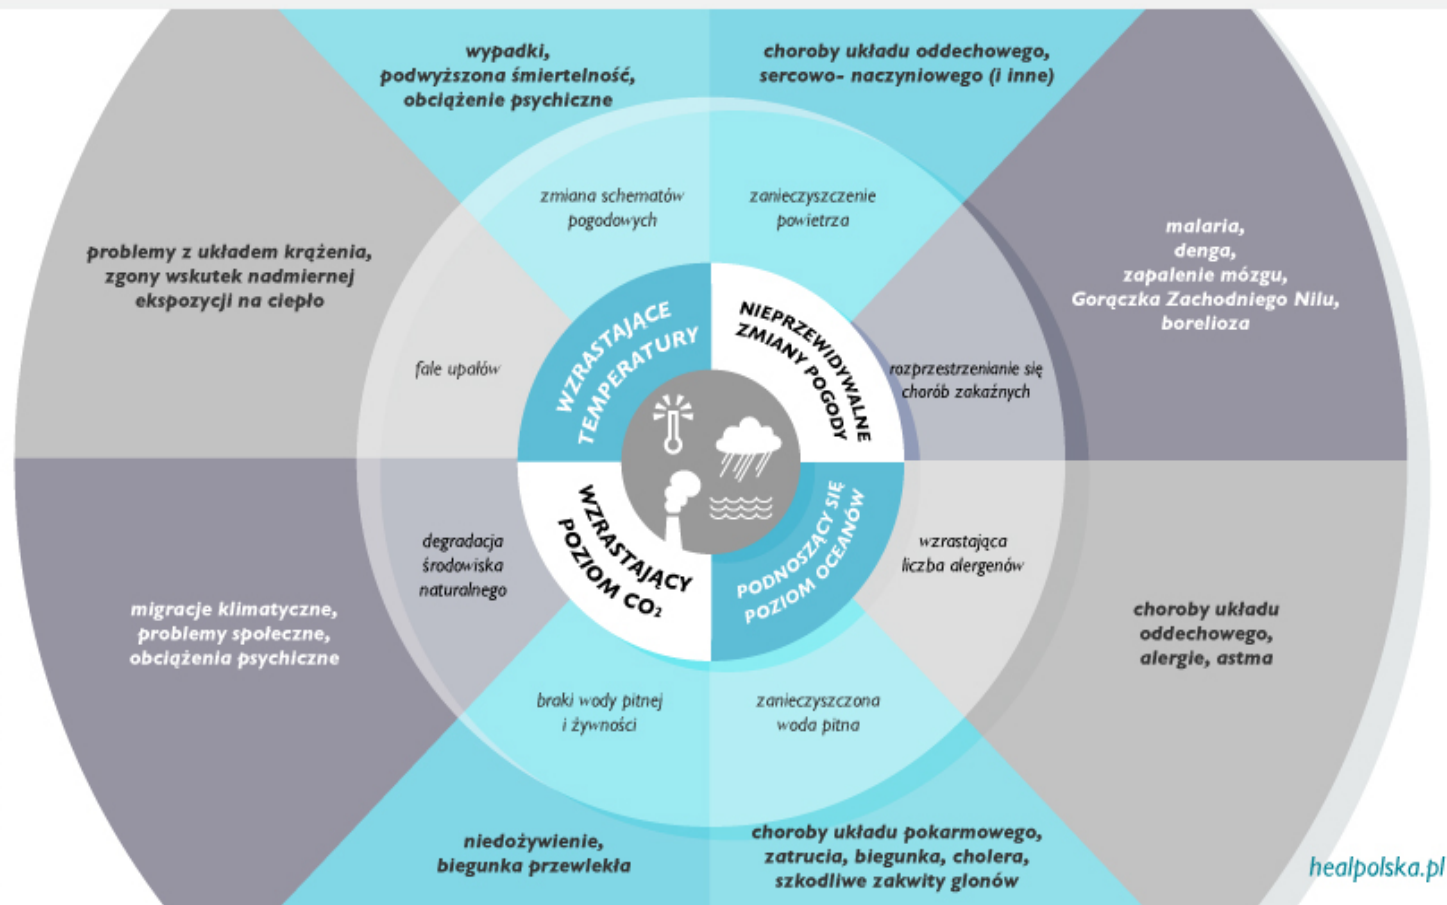 wypadki,
podwyższona śmiertelność,
obciążenie psychiczne
choroby układu oddechowego,
sercowo- naczyniowego (i inne)
zmiana schematów
pogodowych
zanieczyszczenie
powietrza
problemy z układem krążenia,
zgony wskutek nadmiernej
ekspozycji na ciepło
malaria,
denga,
zapalenie mózgu,
Gorączka Zachodniego Nilu,
borelioza
fale upałów
WZRASTAJĄCE
TEMPERATURY
NIEPRZEWIDYWALNE
ZMIANY POGODY
rozprzestrzenianie się
chorób zakaźnych
degradacja
środowiska
naturalnego
WZRASTAJĄCY
POZIOM CO₂
PODNOSZĄCY SIĘ
POZIOM OCEANÓW
wzrastająca
liczba alergenów
migracje klimatyczne,
problemy społeczne,
obciążenia psychiczne
choroby układu
oddechowego,
alergie, astma
braki wody pitnej
i żywności
zanieczyszczona
woda pitna
niedożywienie,
biegunka przewlekła
choroby układu pokarmowego,
zatrucia, biegunka, cholera,
szkodliwe zakwity glonów
healpolska.pl